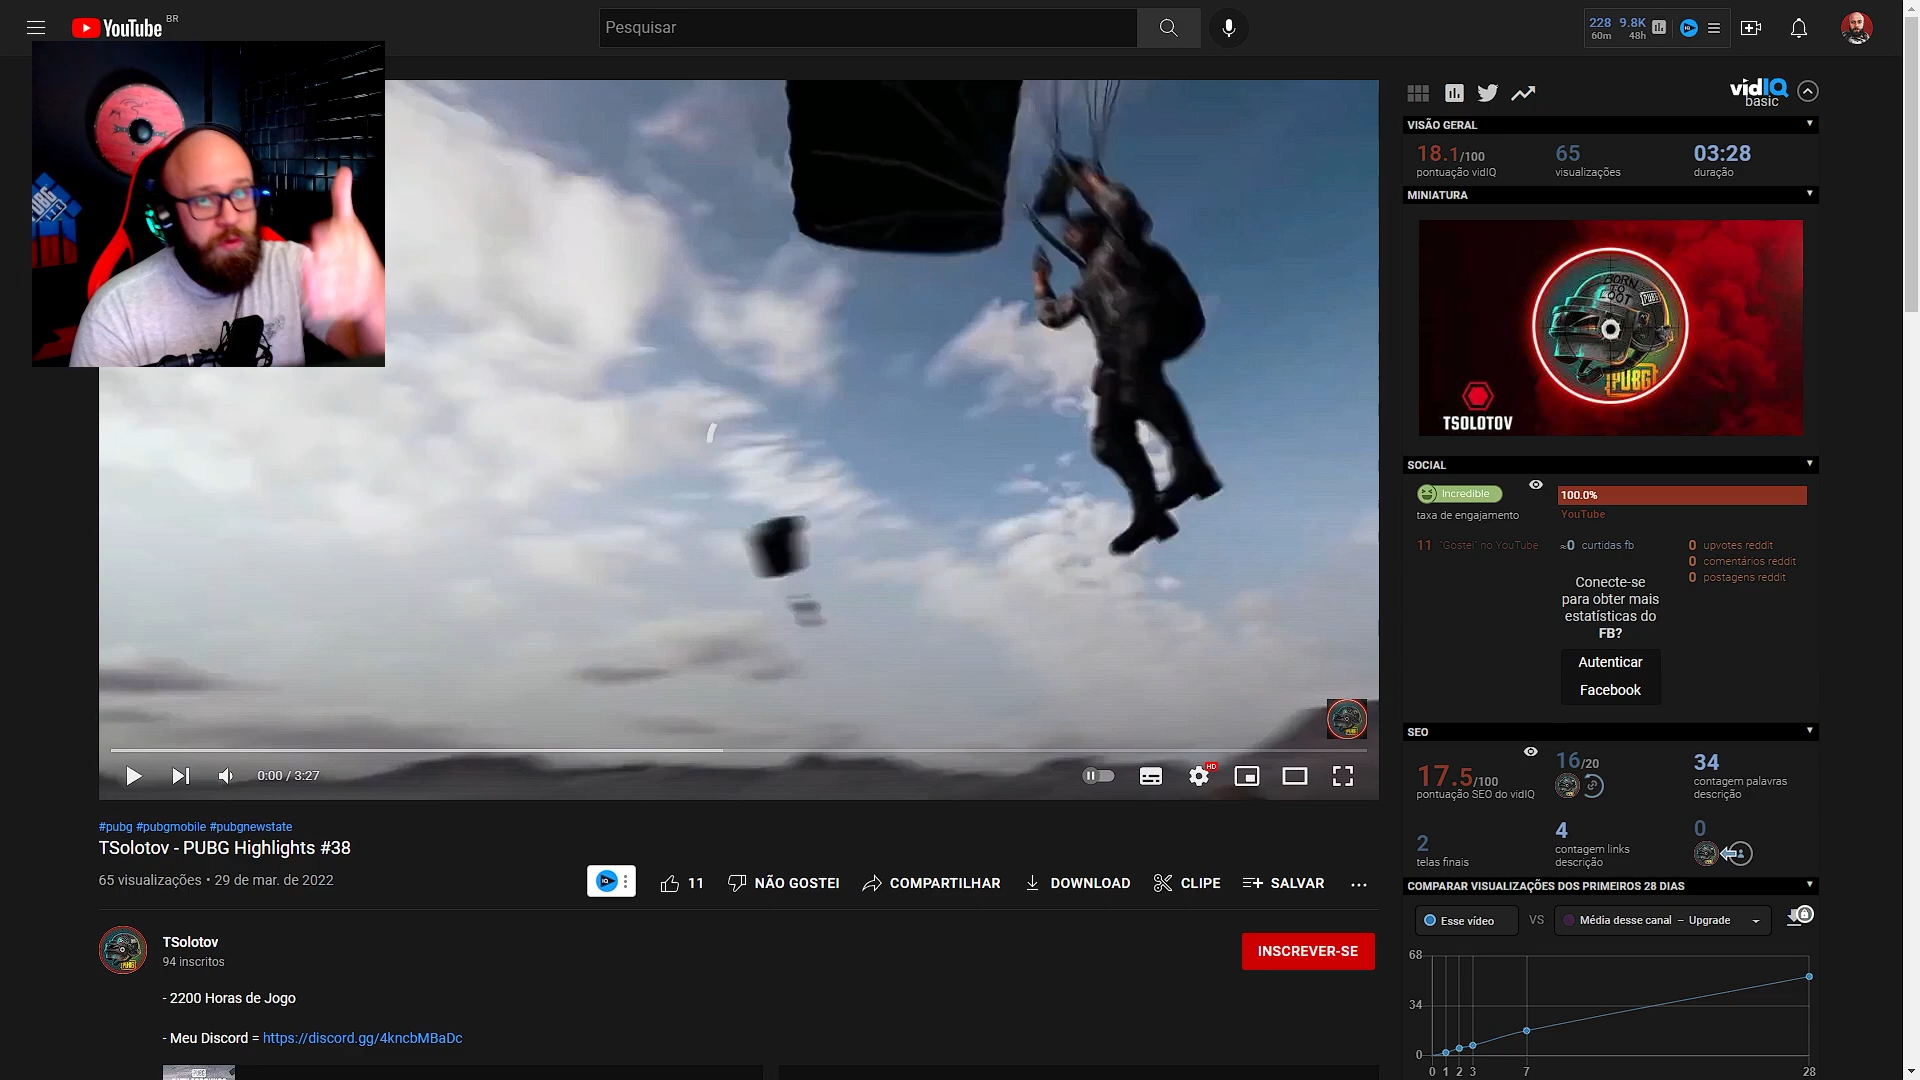 YouTube BR
Pesquisar
228 9.8K
60m 48h
vidIQ
basic
VISÃO GERAL
18.1/100
pontuação vidIQ
65
visualizações
03:28
duração
MINIATURA
BORN
TO
LOOT
PUBG
PUBG
TSOLOTOV
SOCIAL
Incredible
taxa de engajamento
100.0%
YouTube
11 "Gostei" no YouTube
≈0 curtidas fb
0 upvotes reddit
0 comentários reddit
0 postagens reddit
Conecte-se
para obter mais
estatísticas do
FB?
Autenticar
Facebook
SEO
17.5/100
pontuação SEO do vidIQ
16/20
34
contagem palavras
descrição
2
telas finais
4
contagem links
descrição
0
COMPARAR VISUALIZAÇÕES DOS PRIMEIROS 28 DIAS
Esse vídeo
VS
Média desse canal – Upgrade
68
34
0
0 1 2 3 7 28
0:00 / 3:27
HD
#pubg #pubgmobile #pubgnewstate
TSolotov - PUBG Highlights #38
65 visualizações • 29 de mar. de 2022
11
NÃO GOSTEI
COMPARTILHAR
DOWNLOAD
CLIPE
SALVAR
TSolotov
94 inscritos
INSCREVER-SE
- 2200 Horas de Jogo
- Meu Discord = https://discord.gg/4kncbMBaDc